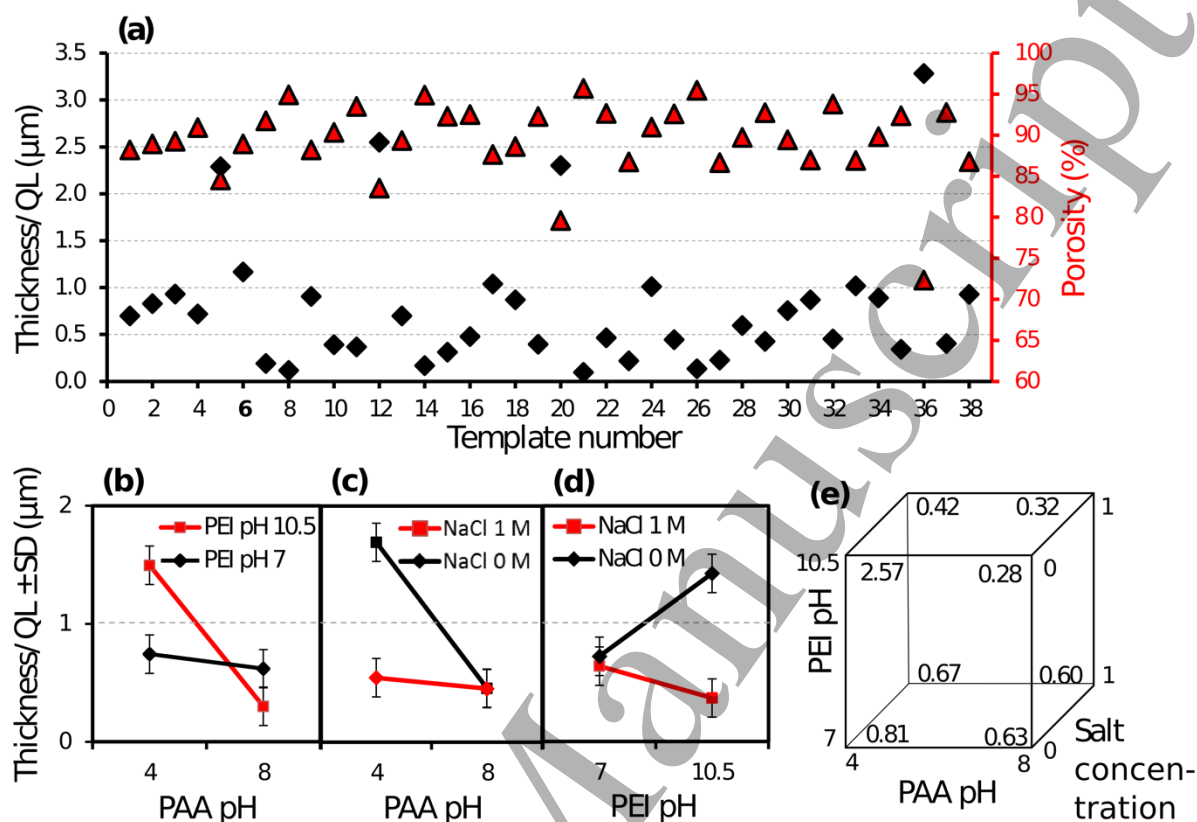 (a)
Thickness/ QL (μm)
3.5
3.0
2.5
2.0
1.5
1.0
0.5
0.0
0 2 4 6 8 10 12 14 16 18 20 22 24 26 28 30 32 34 36 38
Template number
100
95
90
85
80
75
70
65
60
Porosity (%)
Thickness/ QL ±SD (μm)
2
1
0
(b)
PEI pH 10.5
PEI pH 7
4 8
PAA pH
(c)
NaCl 1 M
NaCl 0 M
4 8
PAA pH
(d)
NaCl 1 M
NaCl 0 M
7 10.5
PEI pH
(e)
0.42 0.32 1
10.5 2.57 0.28 0
PEI pH
0.67 0.60 1
7 0.81 0.63 0
4 8
PAA pH
Salt
concen-
tration
Manuscript